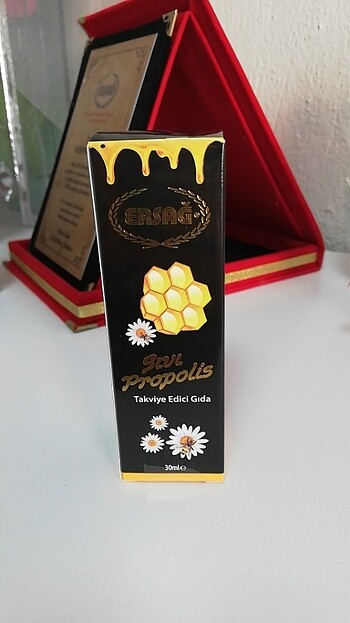 ERSAĞ
Sıvı
Propolis
Takviye Edici Gıda
30ml℮